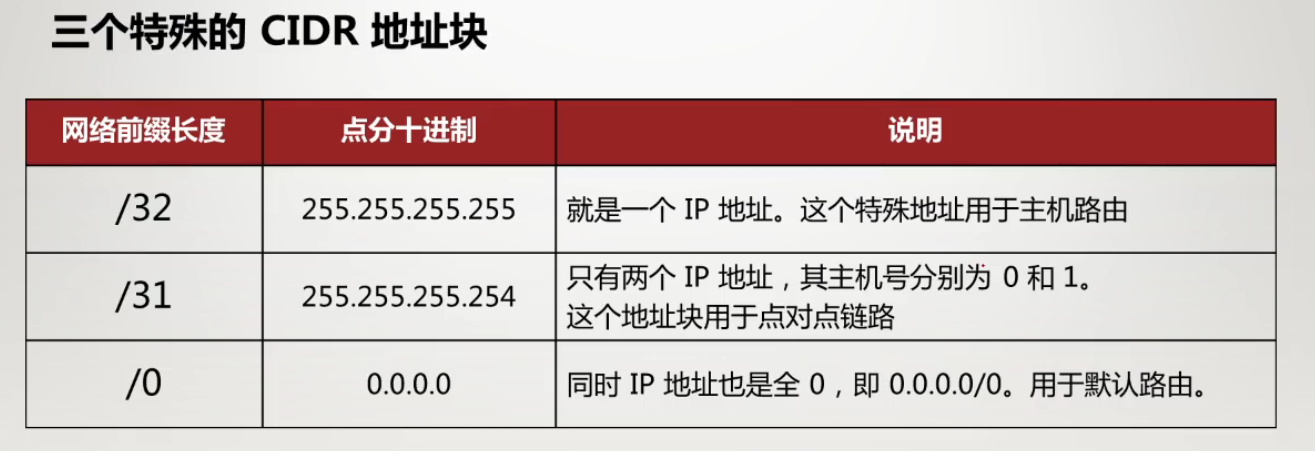 三个特殊的 CIDR 地址块
网络前缀长度 点分十进制 说明
/32 255.255.255.255 就是一个 IP 地址。这个特殊地址用于主机路由
/31 255.255.255.254 只有两个 IP 地址，其主机号分别为 0 和 1。
这个地址块用于点对点链路
/0 0.0.0.0 同时 IP 地址也是全 0，即 0.0.0.0/0。用于默认路由。